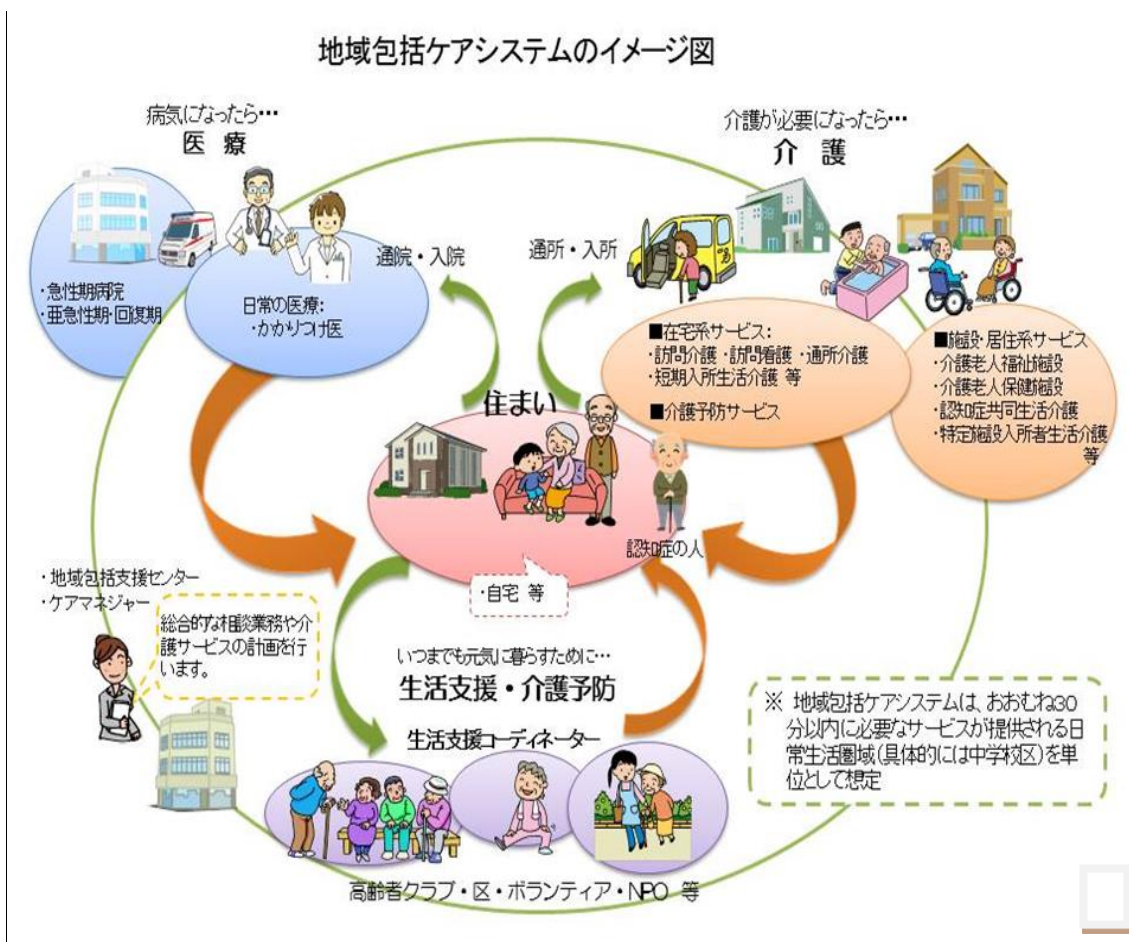 地域包括ケアシステムのイメージ図
病気になったら…
医 療
介護が必要になったら…
介 護
通院・入院
通所・入所
・急性期病院
・亜急性期・回復期
日常の医療:
・かかりつけ医
■在宅系サービス:
・訪問介護・訪問看護・通所介護
・短期入所生活介護 等
■介護予防サービス
■施設・居住系サービス
・介護老人福祉施設
・介護老人保健施設
・認知症共同生活介護
・特定施設入所者生活介護
等
住まい
認知症の人
・自宅 等
・地域包括支援センター
・ケアマネジャー
総合的な相談業務や介
護サービスの計画を行
います。
いつまでも元気に暮らすために…
生活支援・介護予防
生活支援コーディネーター
※ 地域包括ケアシステムは、おおむね30
分以内に必要なサービスが提供される日
常生活圏域(具体的には中学校区)を単
位として想定
高齢者クラブ・区・ボランティア・NPO 等